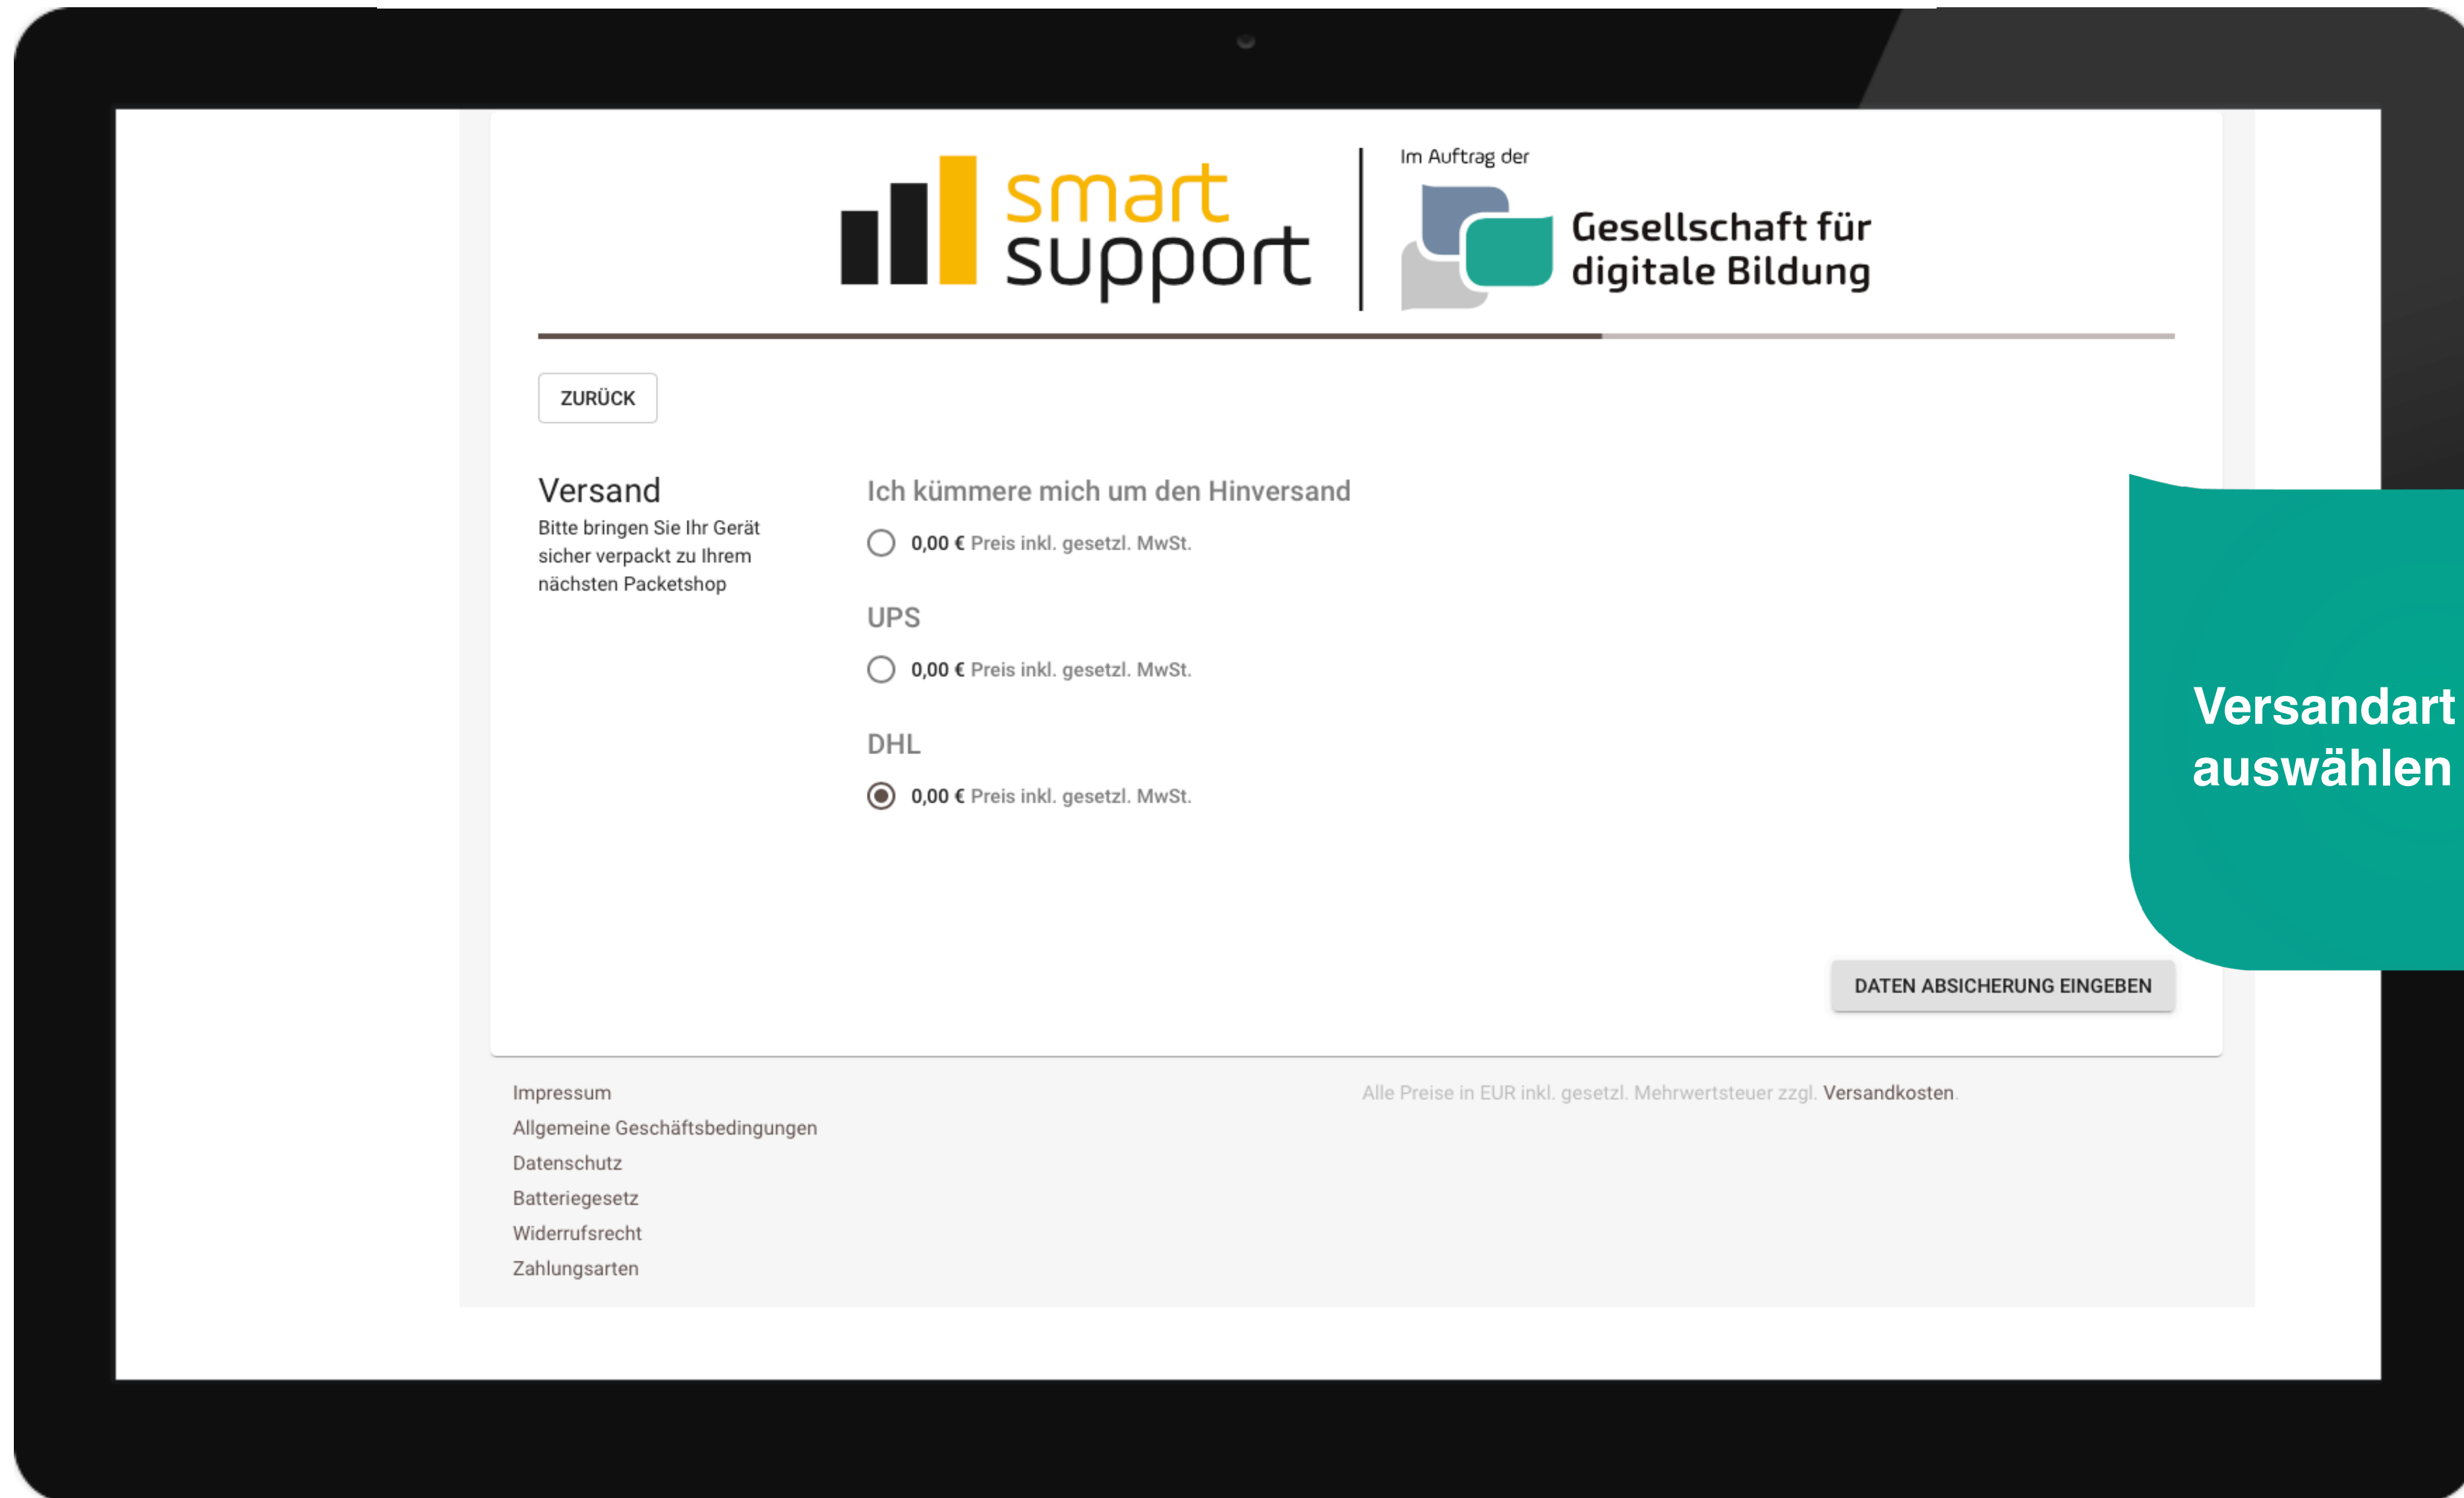 smart
support
Im Auftrag der
Gesellschaft für
digitale Bildung
ZURÜCK
Versand
Bitte bringen Sie Ihr Gerät
sicher verpackt zu Ihrem
nächsten Packetshop
Ich kümmere mich um den Hinversand
0,00 € Preis inkl. gesetzl. MwSt.
UPS
0,00 € Preis inkl. gesetzl. MwSt.
DHL
0,00 € Preis inkl. gesetzl. MwSt.
Versandart
auswählen
DATEN ABSICHERUNG EINGEBEN
Impressum
Allgemeine Geschäftsbedingungen
Datenschutz
Batteriegesetz
Widerrufsrecht
Zahlungsarten
Alle Preise in EUR inkl. gesetzl. Mehrwertsteuer zzgl. Versandkosten.